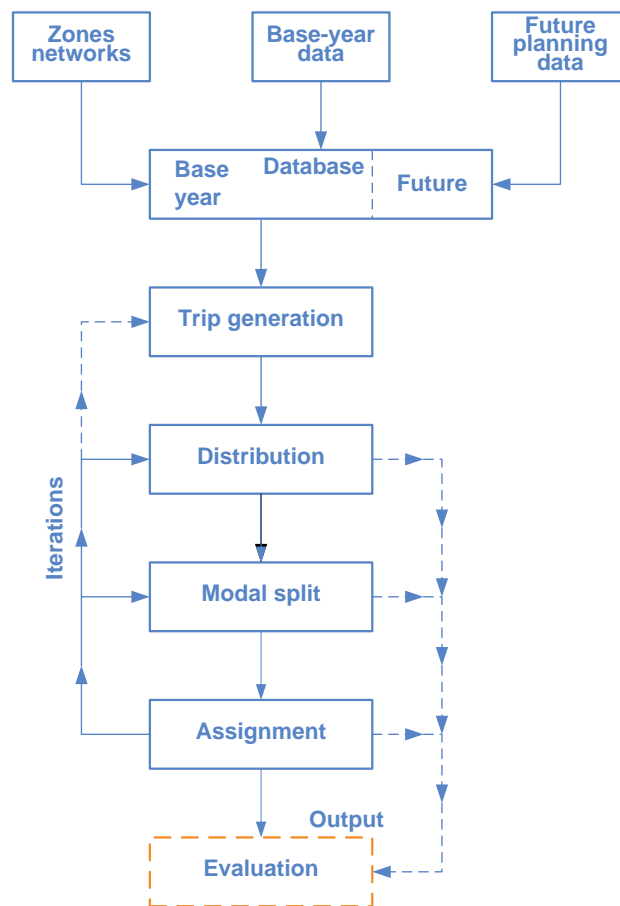 Zones
networks
Base-year
data
Future
planning
data
Database
Base
year
Future
Trip generation
Distribution
Iterations
Modal split
Assignment
Output
Evaluation